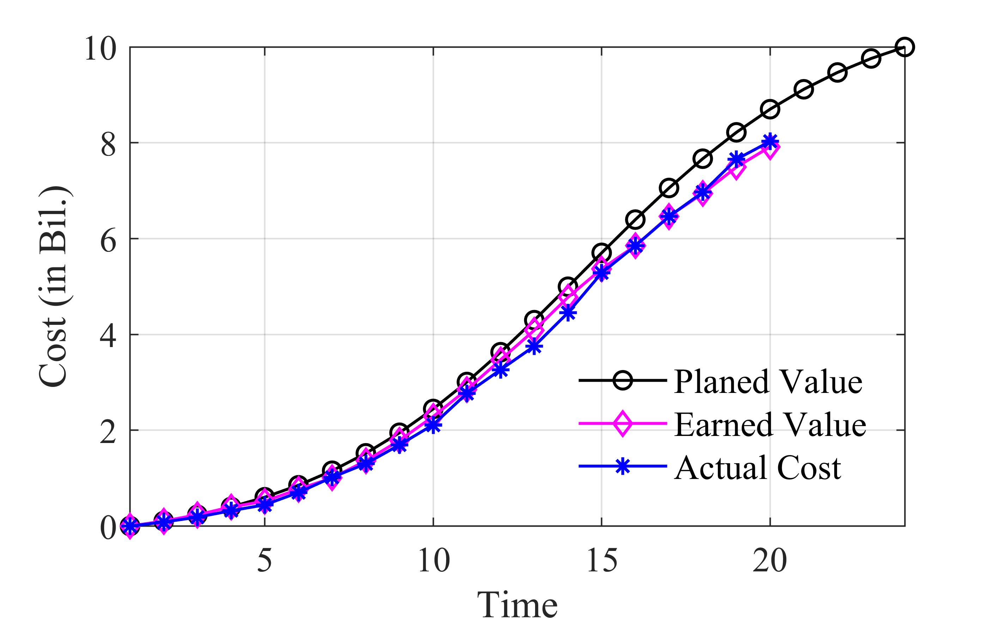 Cost (in Bil.)
10
8
6
4
2
0
5 10 15 20
Time
Planed Value
Earned Value
Actual Cost